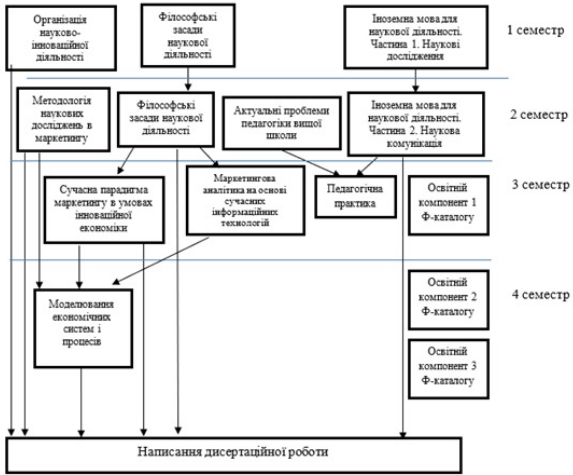 Організація
науково-
інноваційної
діяльності
Філософські
засади
наукової
діяльності
Іноземна мова для
наукової діяльності.
Частина 1. Наукові
дослідження
1 семестр
Методологія
наукових
досліджень в
маркетингу
Філософські
засади наукової
діяльності
Актуальні проблеми
педагогіки вищої
школи
Іноземна мова для
наукової діяльності.
Частина 2. Наукова
комунікація
2 семестр
Сучасна парадигма
маркетингу в умовах
інноваційної
економіки
Маркетингова
аналітика на основі
сучасних
інформаційних
технологій
Педагогічна
практика
Освітній
компонент 1
Ф-каталогу
3 семестр
Моделювання
економічних
систем і
процесів
Освітній
компонент 2
Ф-каталогу
4 семестр
Освітній
компонент 3
Ф-каталогу
Написання дисертаційної роботи